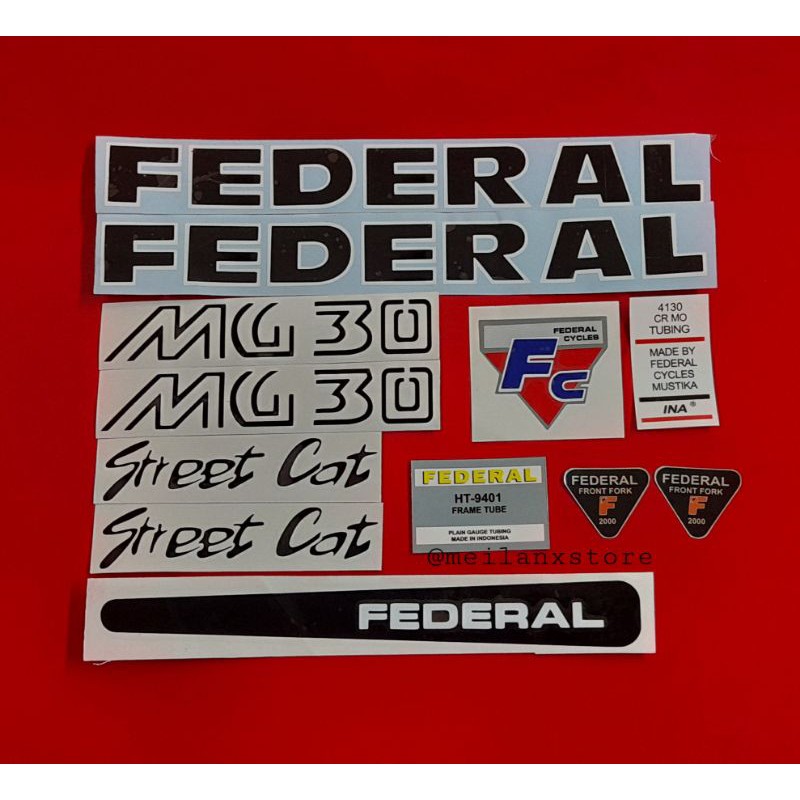 FEDERAL
FEDERAL
MG 30
MG 30
Street Cat
Street Cat
FEDERAL
CYCLES
FC
4130
CR MO
TUBING
MADE BY
FEDERAL
CYCLES
MUSTIKA
INA ®
FEDERAL
HT-9401
FRAME TUBE
PLAIN GAUGE TUBING
MADE IN INDONESIA
FEDERAL
FRONT FORK
F
2000
FEDERAL
FRONT FORK
F
2000
@meilanxstore
FEDERAL